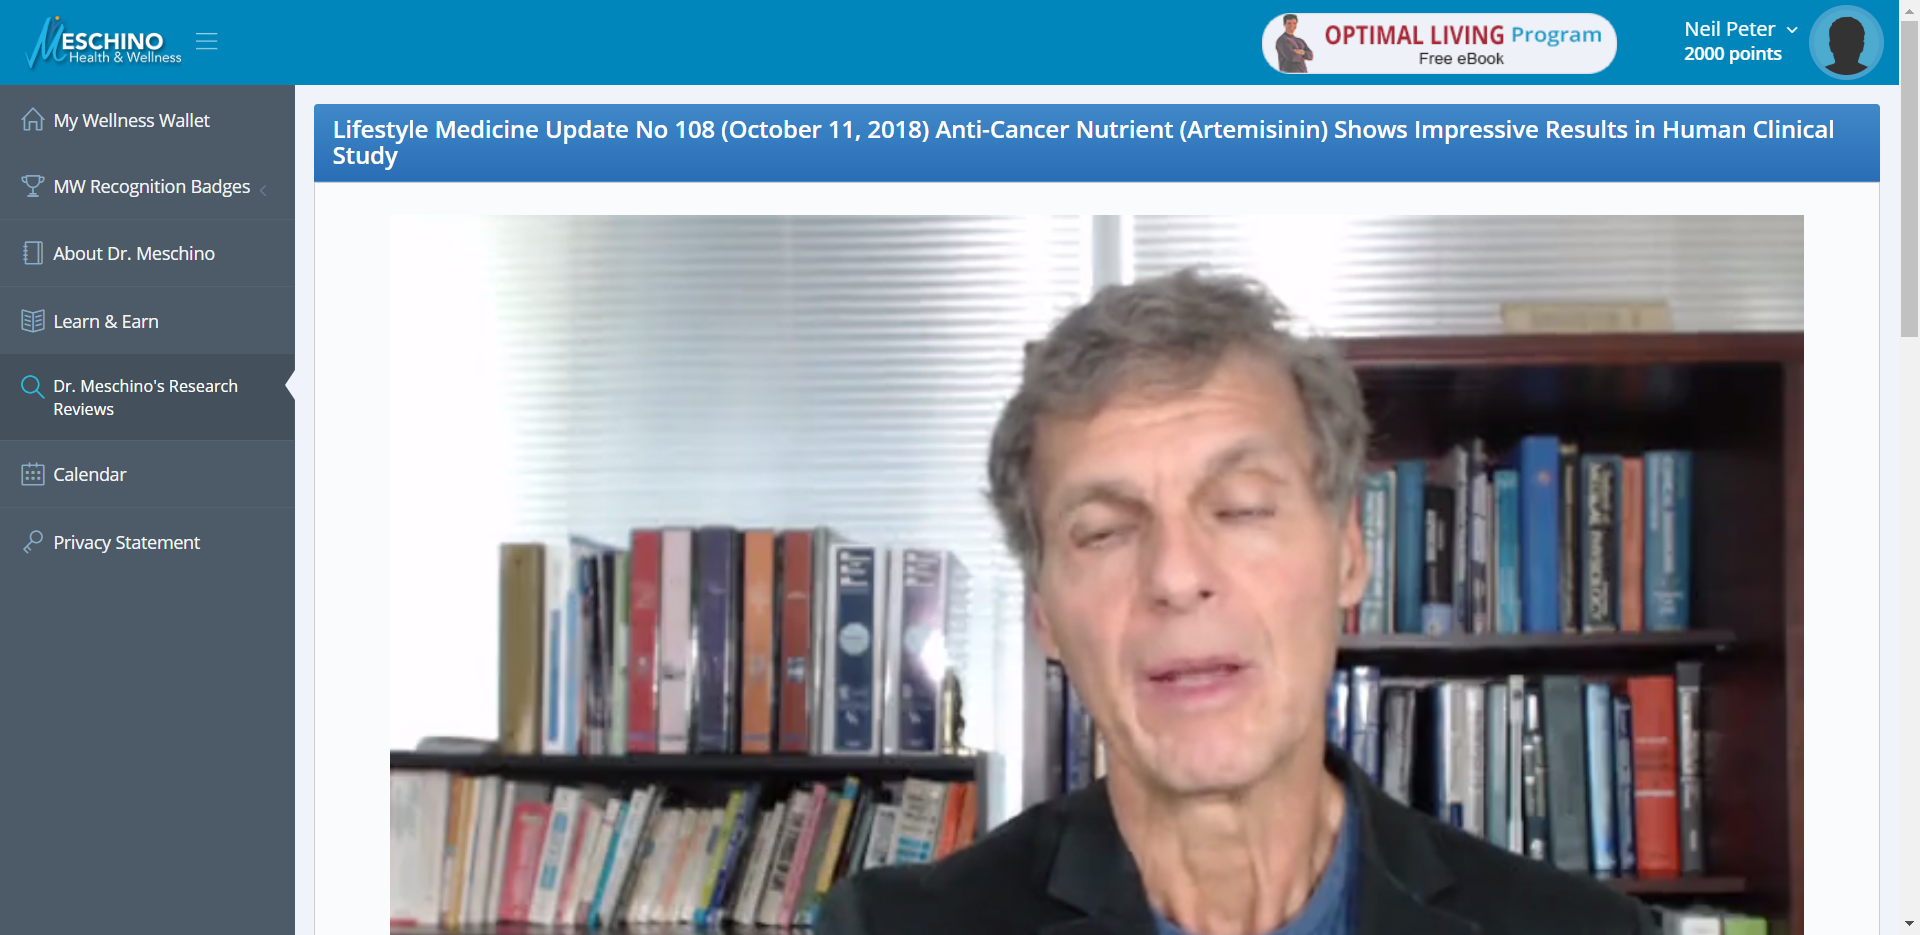 MESCHINO
Health & Wellness
OPTIMAL LIVING Program
Free eBook
Neil Peter
2000 points
My Wellness Wallet
MW Recognition Badges
About Dr. Meschino
Learn & Earn
Dr. Meschino's Research
Reviews
Calendar
Privacy Statement
Lifestyle Medicine Update No 108 (October 11, 2018) Anti-Cancer Nutrient (Artemisinin) Shows Impressive Results in Human Clinical
Study